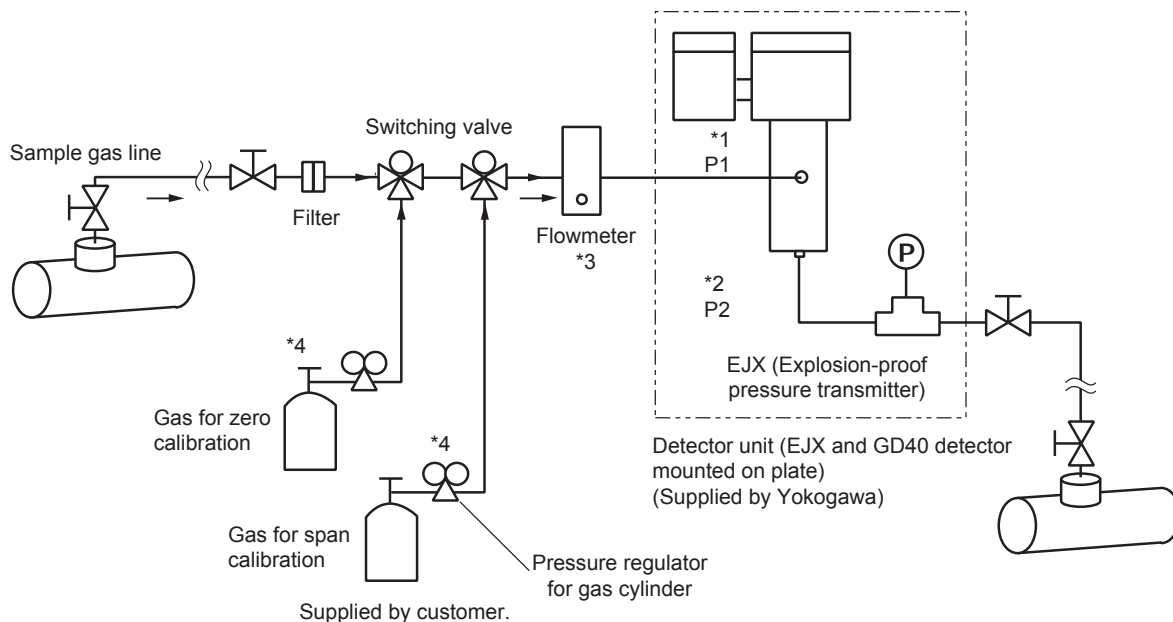 Switching valve
Sample gas line
Filter
Flowmeter
*3
*1
P1
*2
P2
P
EJX (Explosion-proof
pressure transmitter)
*4
Gas for zero
calibration
*4
Gas for span
calibration
Pressure regulator
for gas cylinder
Supplied by customer.
Detector unit (EJX and GD40 detector
mounted on plate)
(Supplied by Yokogawa)